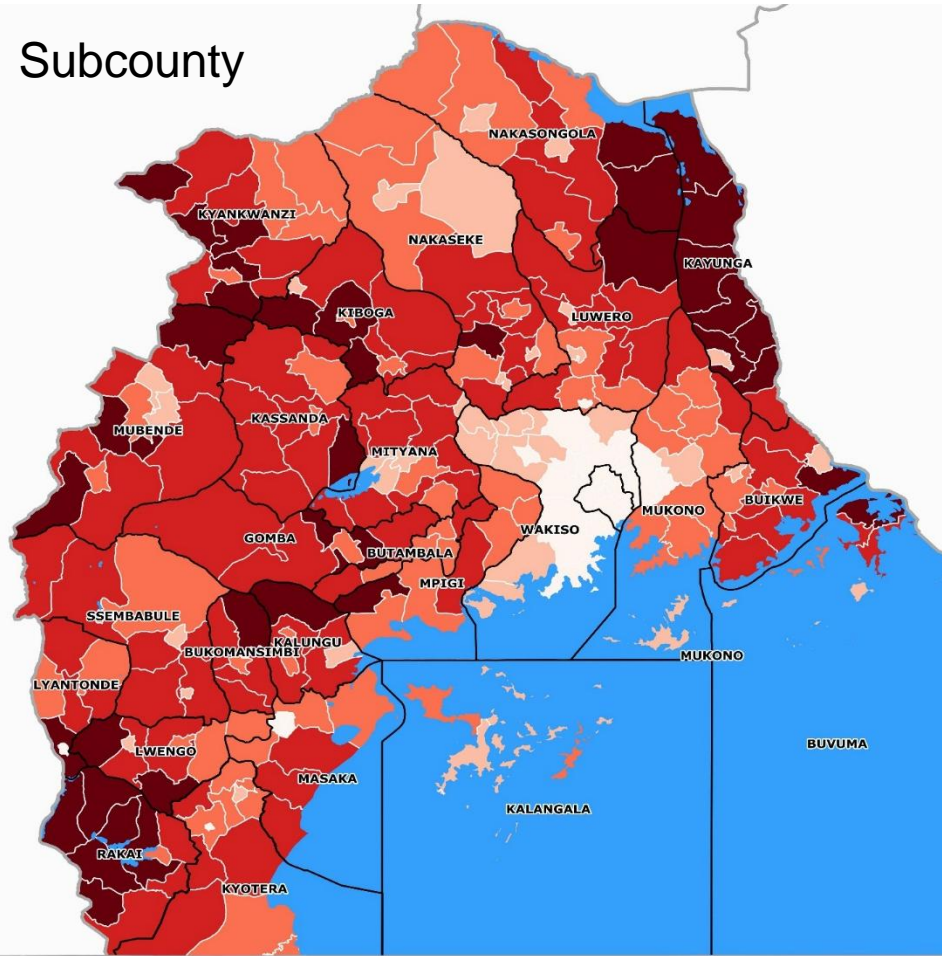 Subcounty
NAKASONGOLA
KYANKWANZI
NAKASEKE
KAYUNGA
KIBOGA
LUWERO
KASSANDA
MUBENDE
MITYANA
BUIKWE
MUKONO
WAKISO
GOMBA
BUTAMBALA
MPIGI
SSEMBABULE
KALUNGU
BUKOMANSIMBI
MUKONO
LYANTONDE
BUVUMA
LWENGO
MASAKA
KALANGALA
RAKAI
KYOTERA